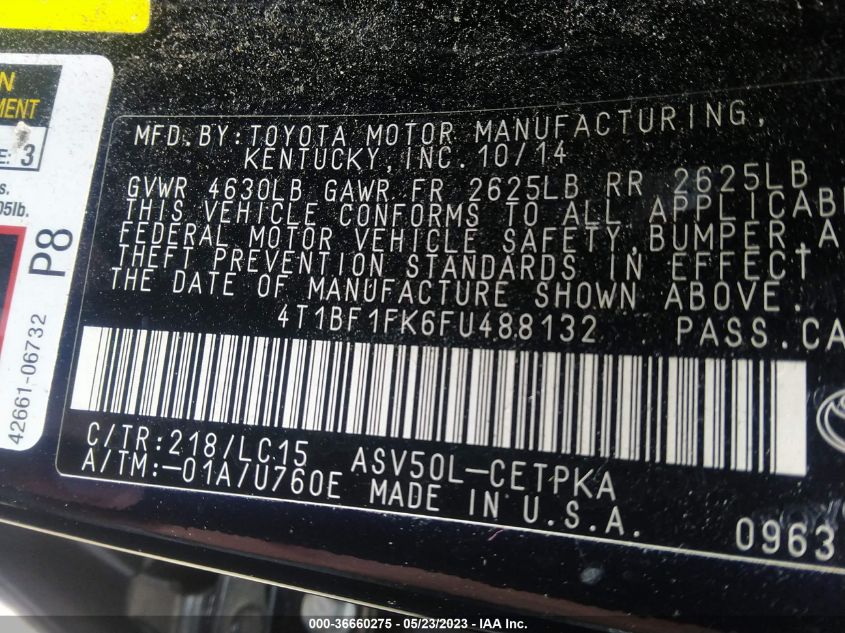 N
MENT
E: 3
s.
05lb.
P8
42661-06732
MFD.BY:TOYOTA MOTOR MANUFACTURING,
KENTUCKY,INC.10/14
GVWR 4630LB GAWR FR 2625LB RR 2625LB
THIS VEHICLE CONFORMS TO ALL APPLICABL
FEDERAL MOTOR VEHICLE SAFETY,BUMPER,A
THEFT PREVENTION STANDARDS IN EFFECT
THE DATE OF MANUFACTURE SHOWN ABOVE.
4T1BF1FK6FU488132 PASS.CA
C/TR:218/LC15 ASV50L-CETPKA
A/TM:-01A/U760E MADE IN U.S.A.
0963
000-36660275 - 05/23/2023 - IAA Inc.